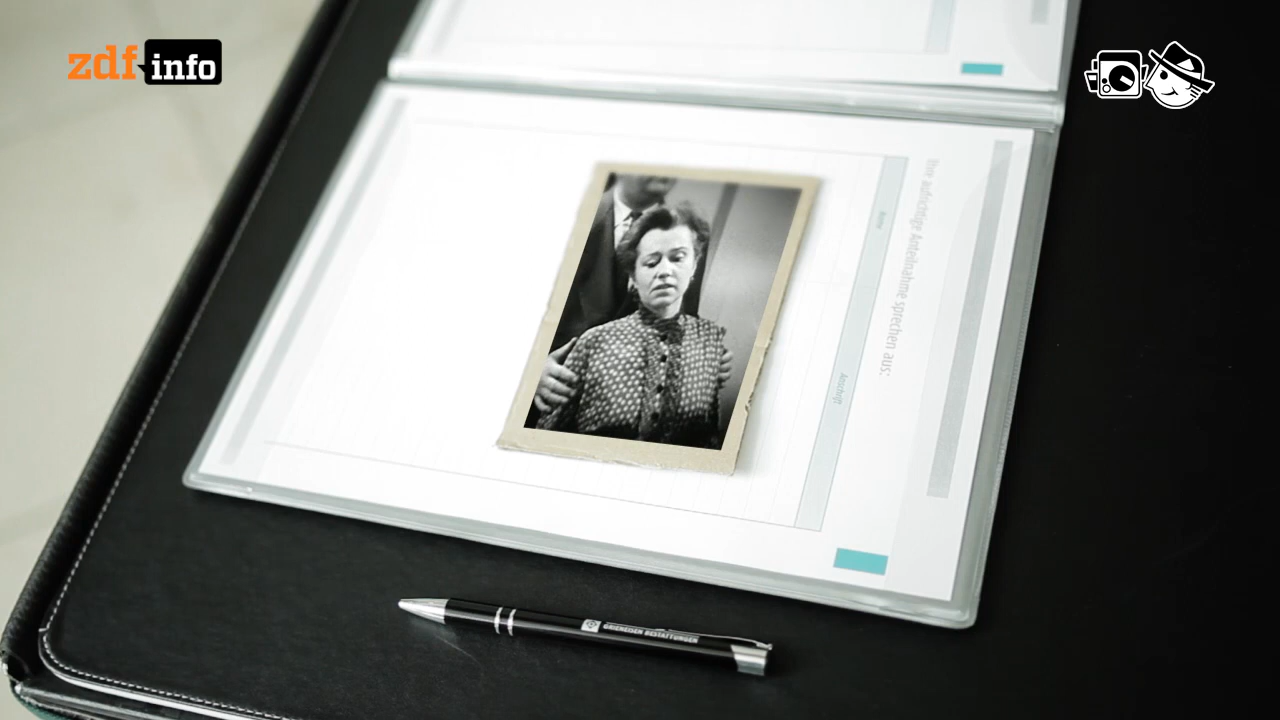 zdf info
Ihre aufrichtige Anteilnahme sprechen aus:
Name
Anschrift
GRIENEISEN BESTATTUNGEN